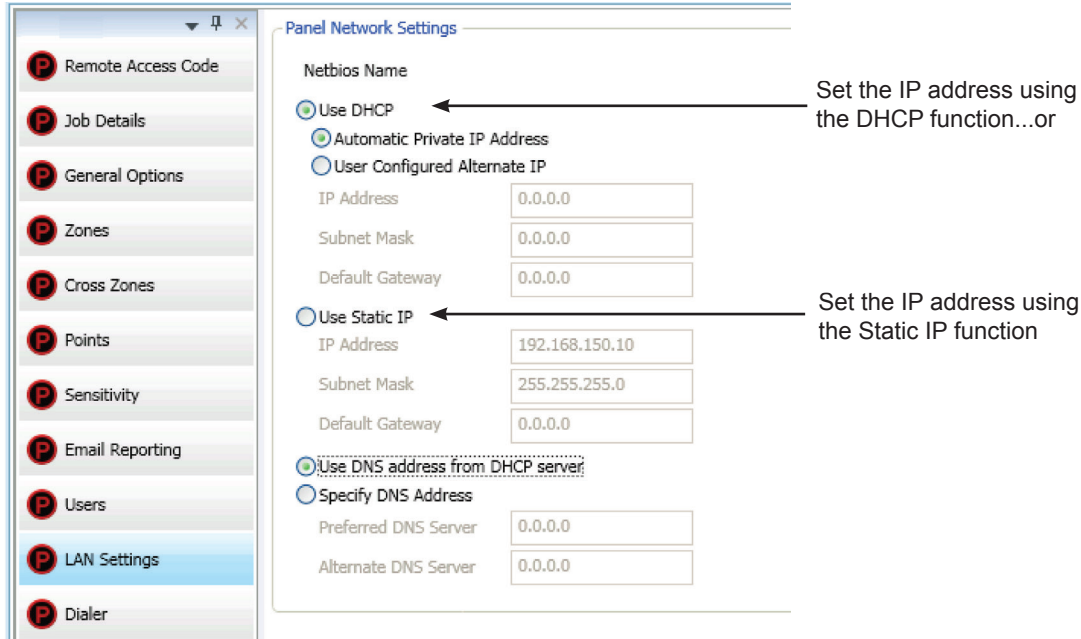 Remote Access Code
Job Details
General Options
Zones
Cross Zones
Points
Sensitivity
Email Reporting
Users
LAN Settings
Dialer
Panel Network Settings
Netbios Name
Use DHCP
Automatic Private IP Address
User Configured Alternate IP
IP Address 0.0.0.0
Subnet Mask 0.0.0.0
Default Gateway 0.0.0.0
Use Static IP
IP Address 192.168.150.10
Subnet Mask 255.255.255.0
Default Gateway 0.0.0.0
Use DNS address from DHCP server
Specify DNS Address
Preferred DNS Server 0.0.0.0
Alternate DNS Server 0.0.0.0
Set the IP address using
the DHCP function...or
Set the IP address using
the Static IP function